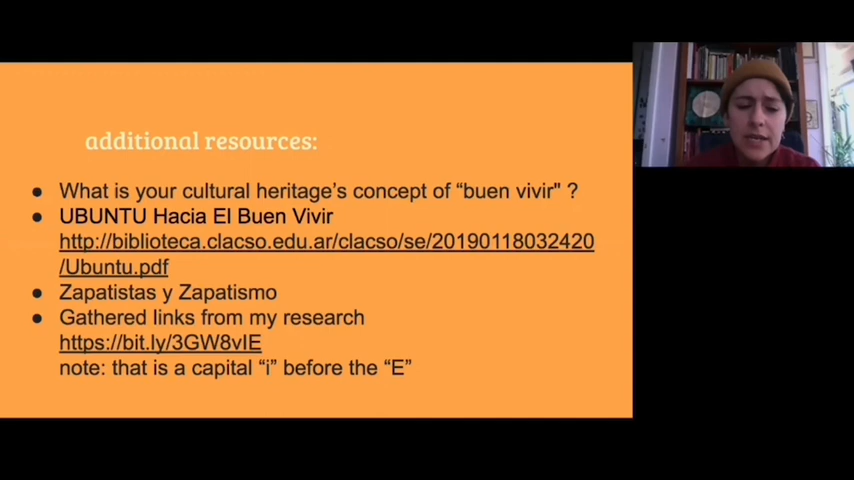 additional resources:
● What is your cultural heritage’s concept of “buen vivir" ?
● UBUNTU Hacia El Buen Vivir
http://biblioteca.clacso.edu.ar/clacso/se/20190118032420
/Ubuntu.pdf
● Zapatistas y Zapatismo
● Gathered links from my research
https://bit.ly/3GW8vIE
note: that is a capital “i” before the “E”